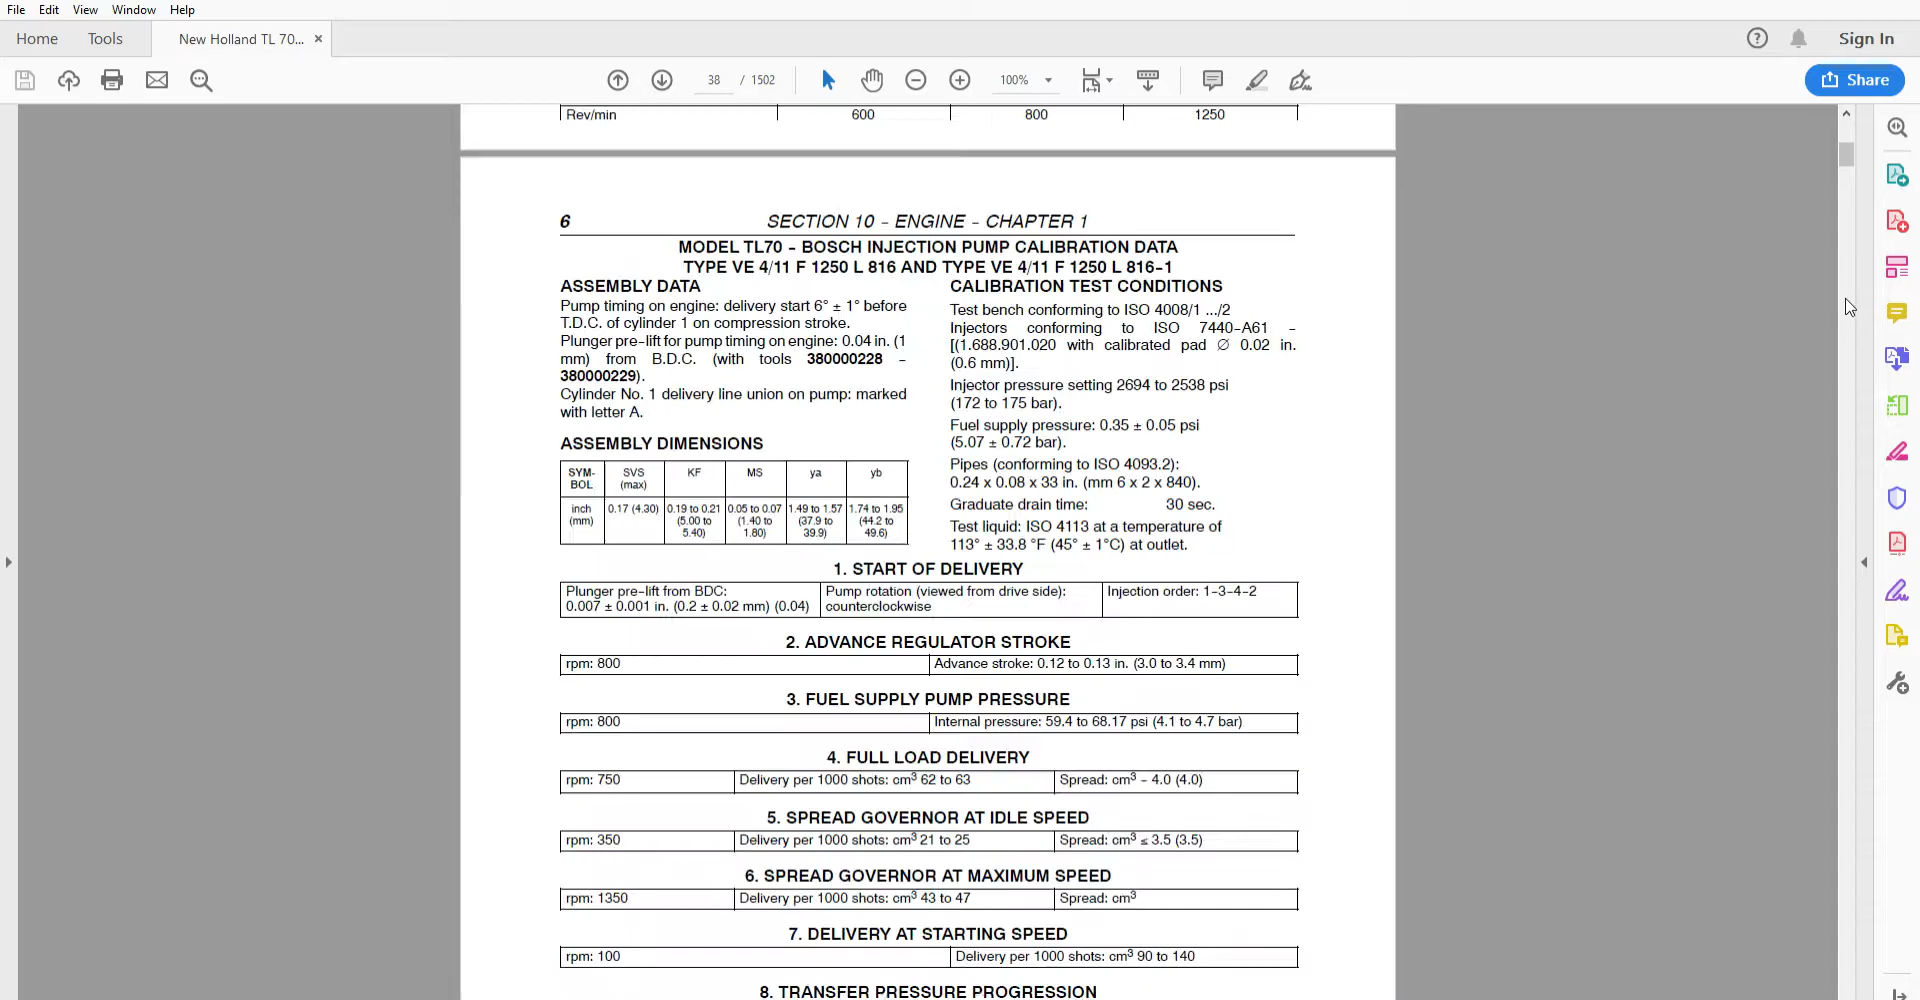 File Edit View Window Help
Home Tools New Holland TL 70... × Sign In
38 / 1502 100% Share
Rev/min 600 800 1250
6 SECTION 10 - ENGINE - CHAPTER 1
MODEL TL70 - BOSCH INJECTION PUMP CALIBRATION DATA
TYPE VE 4/11 F 1250 L 816 AND TYPE VE 4/11 F 1250 L 816-1
ASSEMBLY DATA
Pump timing on engine: delivery start 6° ± 1° before
T.D.C. of cylinder 1 on compression stroke.
Plunger pre-lift for pump timing on engine: 0.04 in. (1
mm) from B.D.C. (with tools 380000228 -
380000229).
Cylinder No. 1 delivery line union on pump: marked
with letter A.
ASSEMBLY DIMENSIONS
SYM-
BOL
SVS
(max)
KF
MS
ya
yb
inch
(mm)
0.17 (4.30)
0.19 to 0.21
(5.00 to
5.40)
0.05 to 0.07
(1.40 to
1.80)
1.49 to 1.57
(37.9 to
39.9)
1.74 to 1.95
(44.2 to
49.6)
CALIBRATION TEST CONDITIONS
Test bench conforming to ISO 4008/1 .../2
Injectors conforming to ISO 7440-A61 -
[(1.688.901.020 with calibrated pad ∅ 0.02 in.
(0.6 mm)].
Injector pressure setting 2694 to 2538 psi
(172 to 175 bar).
Fuel supply pressure: 0.35 ± 0.05 psi
(5.07 ± 0.72 bar).
Pipes (conforming to ISO 4093.2):
0.24 x 0.08 x 33 in. (mm 6 x 2 x 840).
Graduate drain time: 30 sec.
Test liquid: ISO 4113 at a temperature of
113° ± 33.8 °F (45° ± 1°C) at outlet.
1. START OF DELIVERY
Plunger pre-lift from BDC:
0.007 ± 0.001 in. (0.2 ± 0.02 mm) (0.04)
Pump rotation (viewed from drive side):
counterclockwise
Injection order: 1-3-4-2
2. ADVANCE REGULATOR STROKE
rpm: 800 Advance stroke: 0.12 to 0.13 in. (3.0 to 3.4 mm)
3. FUEL SUPPLY PUMP PRESSURE
rpm: 800 Internal pressure: 59.4 to 68.17 psi (4.1 to 4.7 bar)
4. FULL LOAD DELIVERY
rpm: 750 Delivery per 1000 shots: cm³ 62 to 63 Spread: cm³ - 4.0 (4.0)
5. SPREAD GOVERNOR AT IDLE SPEED
rpm: 350 Delivery per 1000 shots: cm³ 21 to 25 Spread: cm³ ≤ 3.5 (3.5)
6. SPREAD GOVERNOR AT MAXIMUM SPEED
rpm: 1350 Delivery per 1000 shots: cm³ 43 to 47 Spread: cm³
7. DELIVERY AT STARTING SPEED
rpm: 100 Delivery per 1000 shots: cm³ 90 to 140
8. TRANSFER PRESSURE PROGRESSION